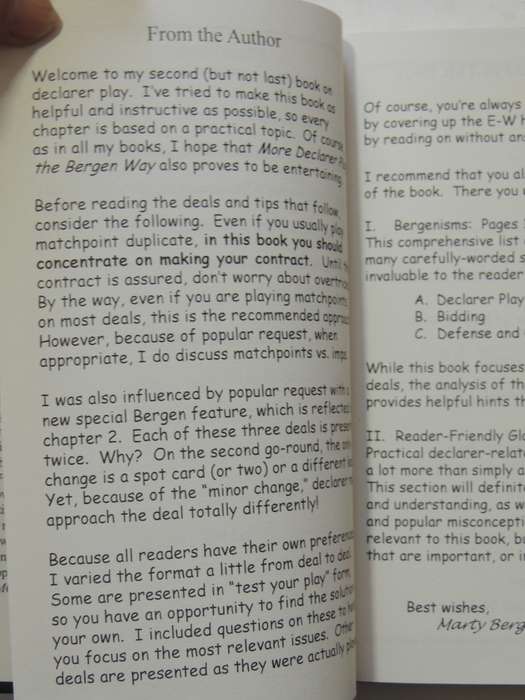 From the Author
Welcome to my second (but not last) book on
declarer play. I've tried to make this book as
helpful and instructive as possible, so every
chapter is based on a practical topic. Of course
as in all my books, I hope that More Declarer
the Bergen Way also proves to be entertaining
Before reading the deals and tips that follow,
consider the following. Even if you usually play
matchpoint duplicate, in this book you should
concentrate on making your contract. Until
contract is assured, don't worry about
By the way, even if you are playing matchpoints
on most deals, this is the recommended
However, because of popular request, when
appropriate, I do discuss matchpoints vs. imps.
I was also influenced by popular request with
new special Bergen feature, which is reflected
chapter 2. Each of these three deals is
twice. Why? On the second go-round, the
change is a spot card (or two) or a different
Yet, because of the "minor change," declarer
approach the deal totally differently!
Because all readers have their own
I varied the format a little from deal to deal.
Some are presented in "test your play" form,
so you have an opportunity to find the
your own. I included questions on these to
you focus on the most relevant issues. Other
deals are presented as they were actually
Of course, you're always
by covering up the E-W
by reading on without
I recommend that you
of the book. There you
I. Bergenisms: Pages
This comprehensive list
many carefully-worded
invaluable to the reader
A. Declarer Play
B. Bidding
C. Defense and
While this book focuses
deals, the analysis of
provides helpful hints
II. Reader-Friendly
Practical
a lot more than simply a
This section will
and understanding, as
and popular
relevant to this book,
that are important, or
Best wishes,
Marty